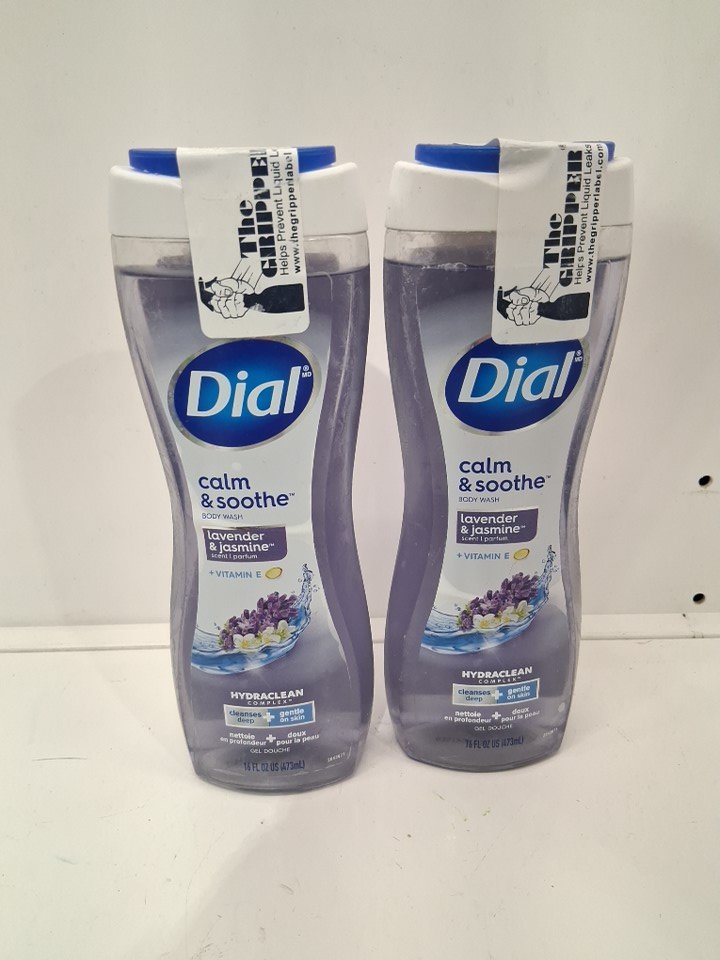 The
GRIPPER
Helps Prevent Liquid L
www.thegripperlabel
Dial®
MD
calm
& soothe™
BODY WASH
lavender
& jasmine™
scent | parfum
+ VITAMIN E
HYDRACLEAN
COMPLEX™
cleanses
deep
+
gentle
on skin
nettoie
en profondeur
+
doux
pour la peau
GEL DOUCHE
16 FL OZ US (473mL)
The
GRIPPER
Helps Prevent Liquid Leaks
www.thegripperlabel.com
Dial®
MD
calm
& soothe™
BODY WASH
lavender
& jasmine™
scent | parfum
+ VITAMIN E
HYDRACLEAN
COMPLEX™
cleanses
deep
+
gentle
on skin
nettoie
en profondeur
+
doux
pour la peau
GEL DOUCHE
16 FL OZ US (473mL)